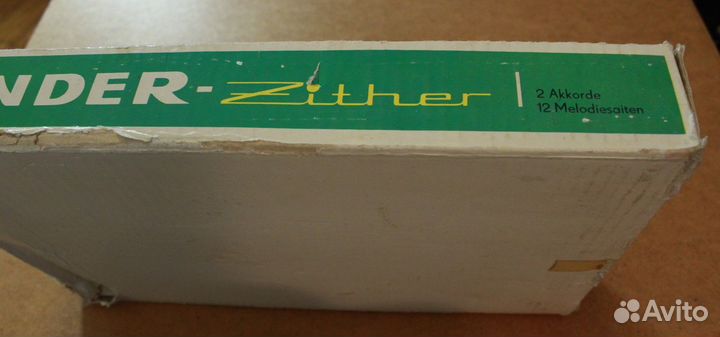 NDER-Zither
2 Akkorde
12 Melodiesaiten
Avito